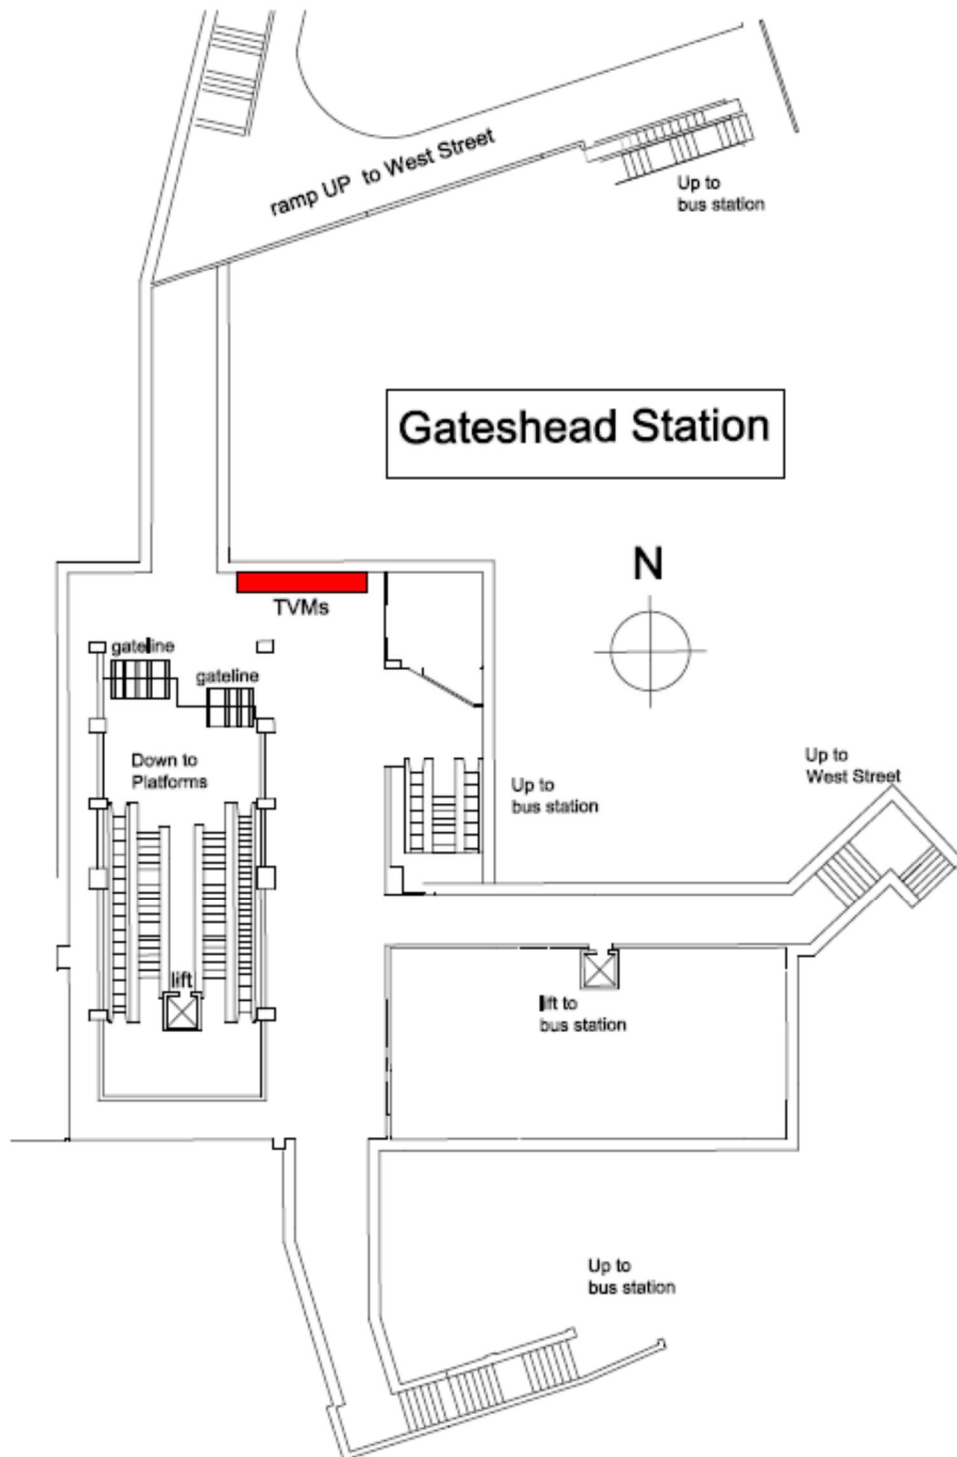 ramp UP to West Street
Up to
bus station
Gateshead Station
N
TVMs
gateline
gateline
Down to
Platforms
Up to
bus station
Up to
West Street
lift
lift to
bus station
Up to
bus station